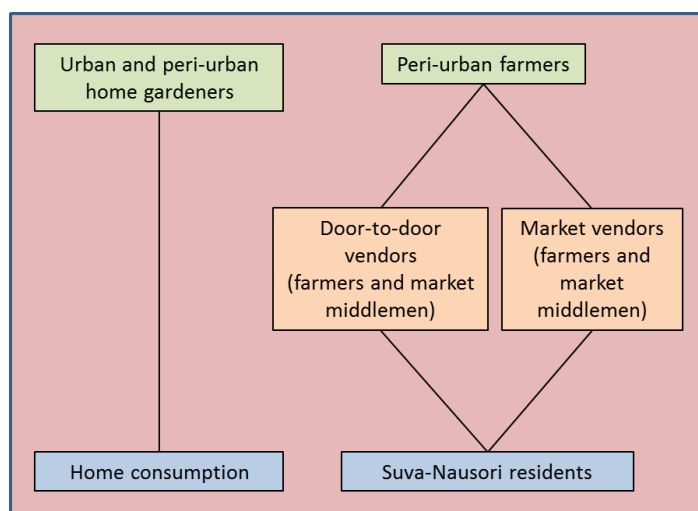 Urban and peri-urban
home gardeners
Peri-urban farmers
Door-to-door
vendors
(farmers and market
middlemen)
Market vendors
(farmers and
market
middlemen)
Home consumption
Suva-Nausori residents